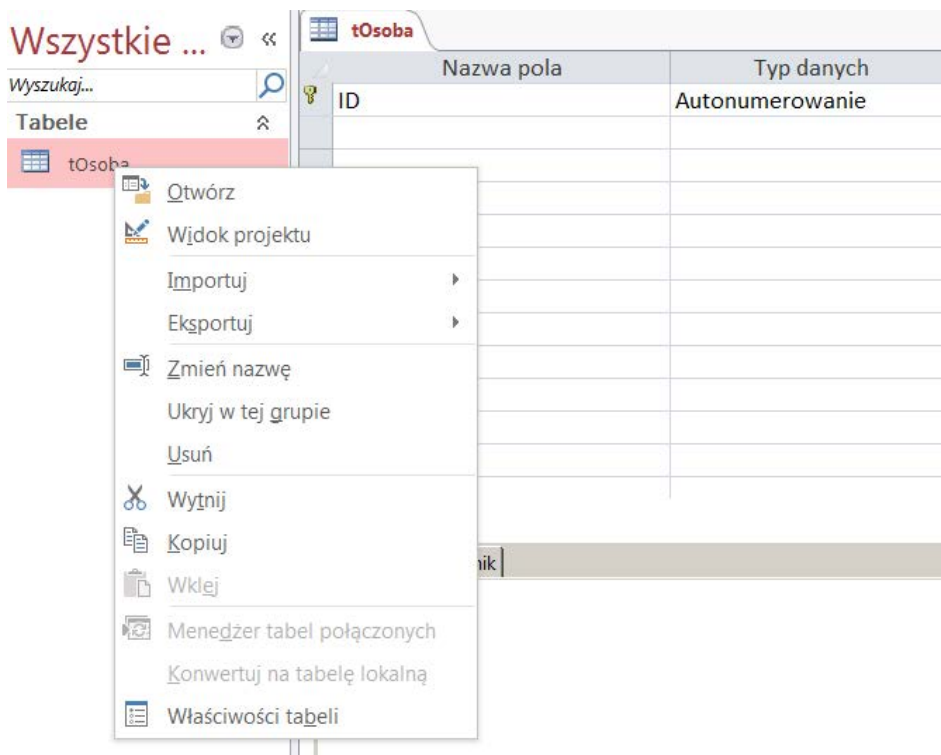 Wszystkie ...
tOsoba
Wyszukaj...
Nazwa pola
Typ danych
Tabele
ID
Autonumerowanie
tOsoba
Otwórz
Widok projektu
Importuj
Eksportuj
Zmień nazwę
Ukryj w tej grupie
Usuń
Wytnij
Kopiuj
nik
Wklej
Menedżer tabel połączonych
Konwertuj na tabelę lokalną
Właściwości tabeli